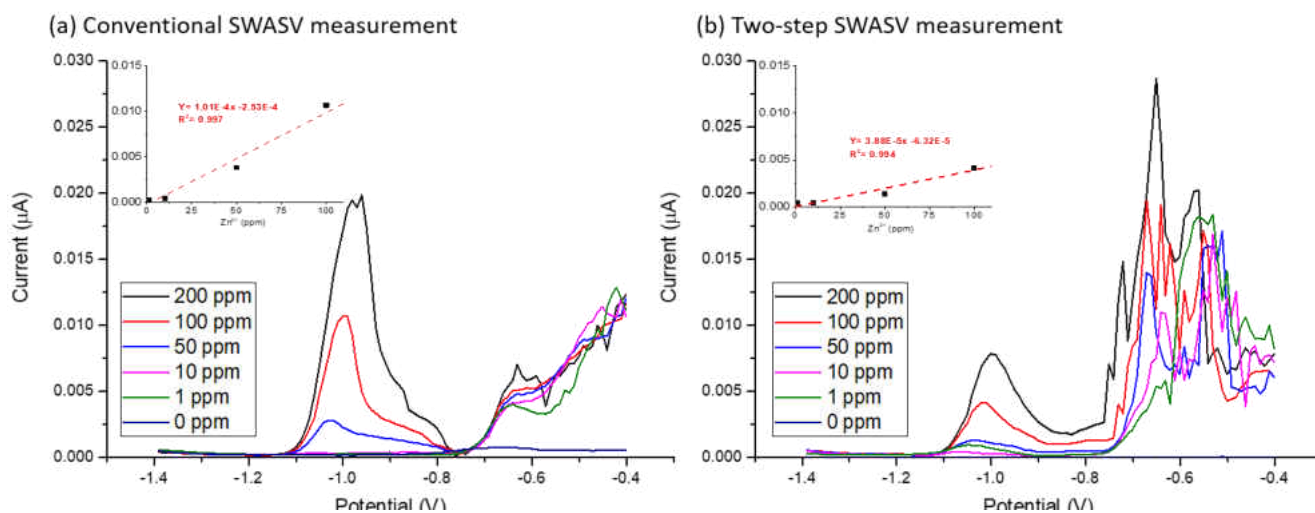 (a) Conventional SWASV measurement
0.030
0.025
0.020
0.015
0.010
0.005
0.000
Current (µA)
0.015
0.010
0.005
0.000
Y= 1.01E-4x -2.53E-4
R²= 0.997
0
25
50
75
100
Zn²⁺ (ppm)
200 ppm
100 ppm
50 ppm
10 ppm
1 ppm
0 ppm
-1.4
-1.2
-1.0
-0.8
-0.6
-0.4
Potential (V)
(b) Two-step SWASV measurement
0.030
0.025
0.020
0.015
0.010
0.005
0.000
Current (µA)
0.015
0.010
0.005
0.000
Y= 3.88E-5x -6.32E-5
R²= 0.994
0
25
50
75
100
Zn²⁺ (ppm)
200 ppm
100 ppm
50 ppm
10 ppm
1 ppm
0 ppm
-1.4
-1.2
-1.0
-0.8
-0.6
-0.4
Potential (V)